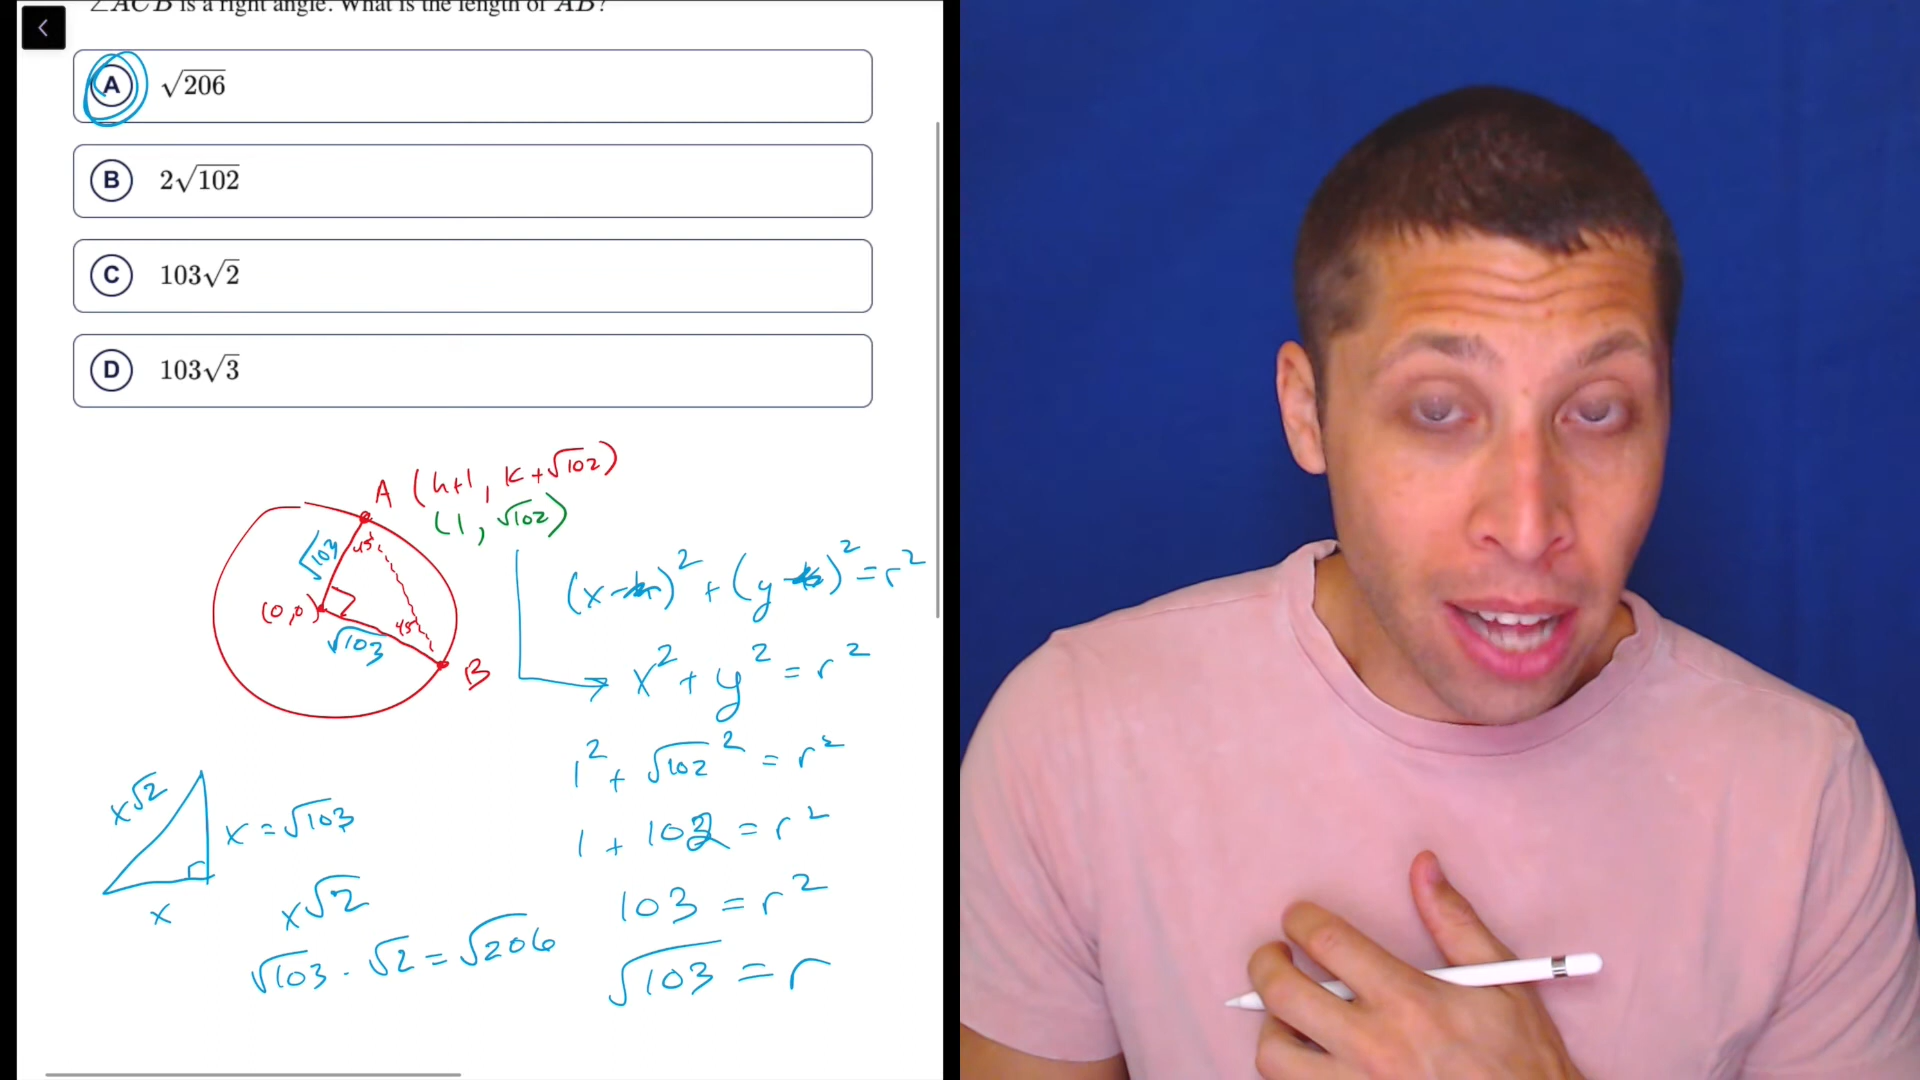 ∠ACB is a right angle. What is the length of AB?
A √206
B 2√102
C 103√2
D 103√3
A (h+1, k+√102)
(1, √102)
√103
45
(0,0)
45
√103
B
(x-h)² + (y-k)² = r²
x² + y² = r²
1² + √102² = r²
x√2
x = √103
1 + 102 = r²
x
x√2
103 = r²
√103 · √2 = √206
√103 = r